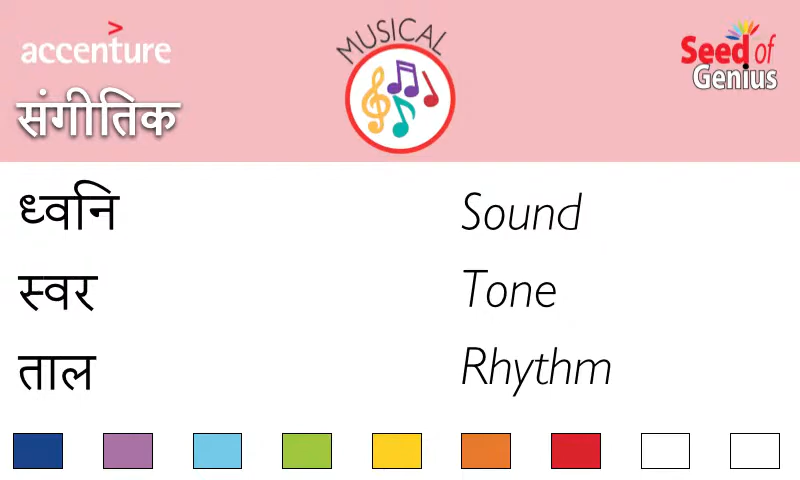 accenture
MUSICAL
Seed of
Genius
संगीतिक
ध्वनि Sound
स्वर Tone
ताल Rhythm